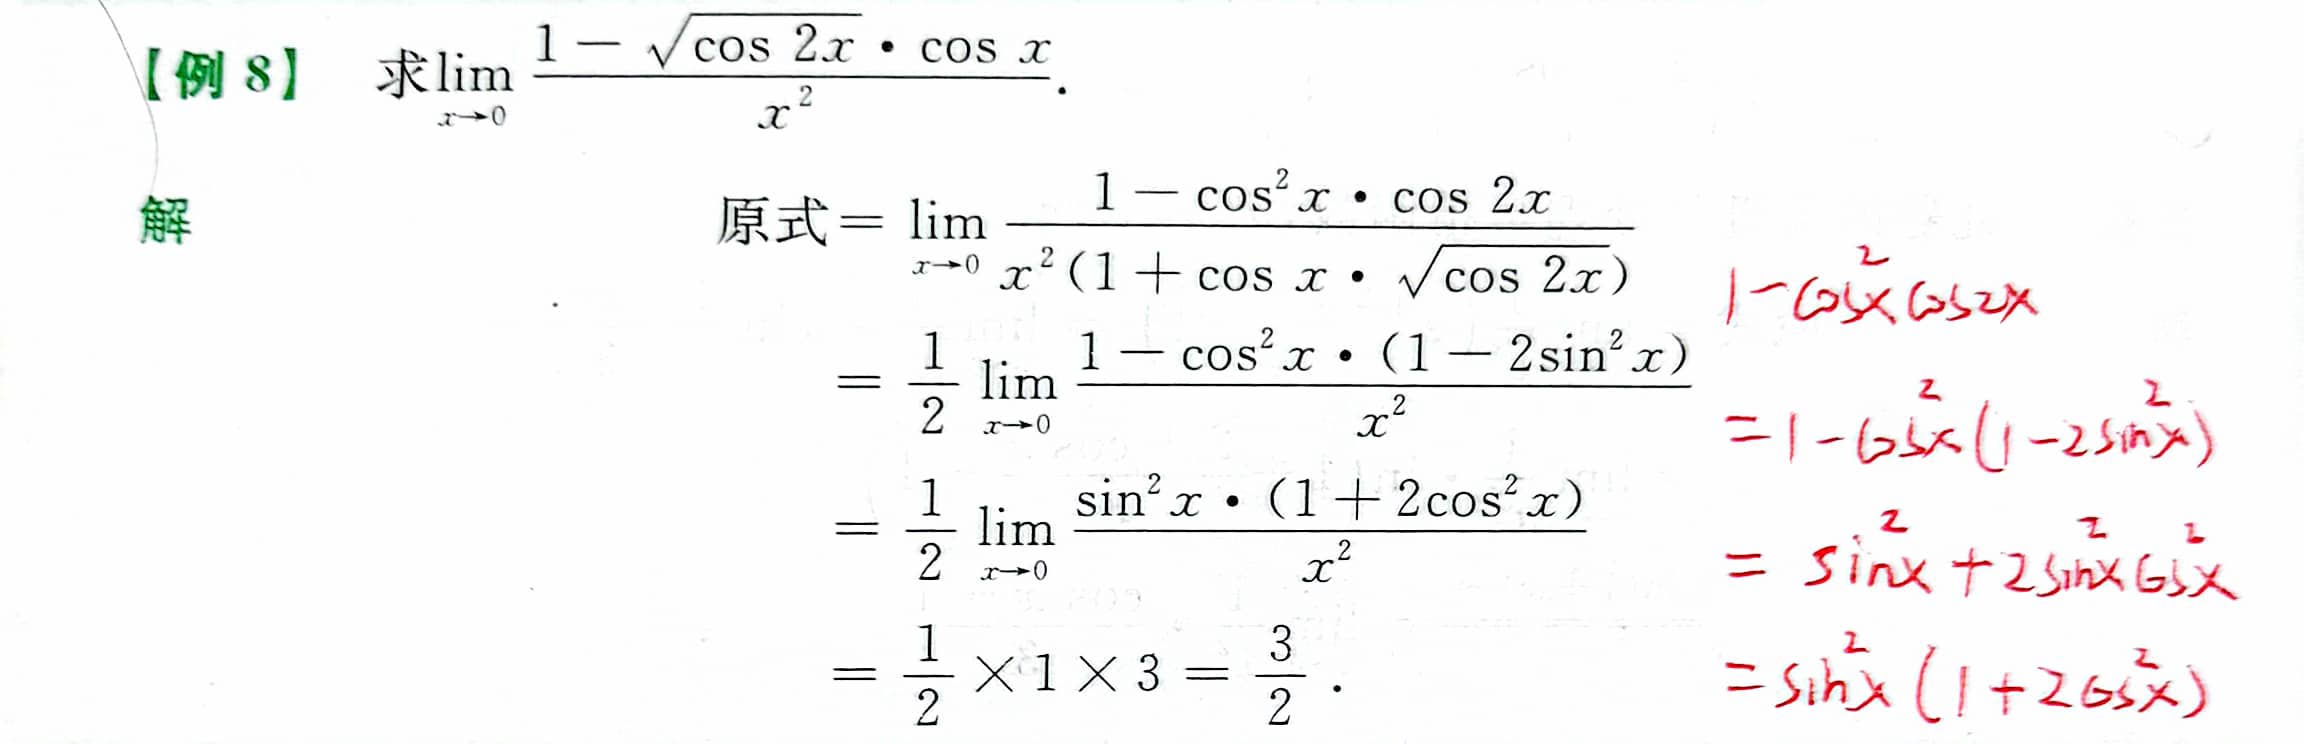 【例 8】 求 lim_{x→0} (1 − √(cos 2x) · cos x) / x² .
解 原式 = lim_{x→0} (1 − cos²x · cos 2x) / (x²(1 + cos x · √(cos 2x)))
= 1/2 lim_{x→0} (1 − cos²x · (1 − 2sin²x)) / x²
= 1/2 lim_{x→0} (sin²x · (1 + 2cos²x)) / x²
= 1/2 × 1 × 3 = 3/2 .
1−cos²x cos2x
=1−cos²x(1−2sin²x)
= sin²x+2sin²x cos²x
=sin²x(1+2cos²x)